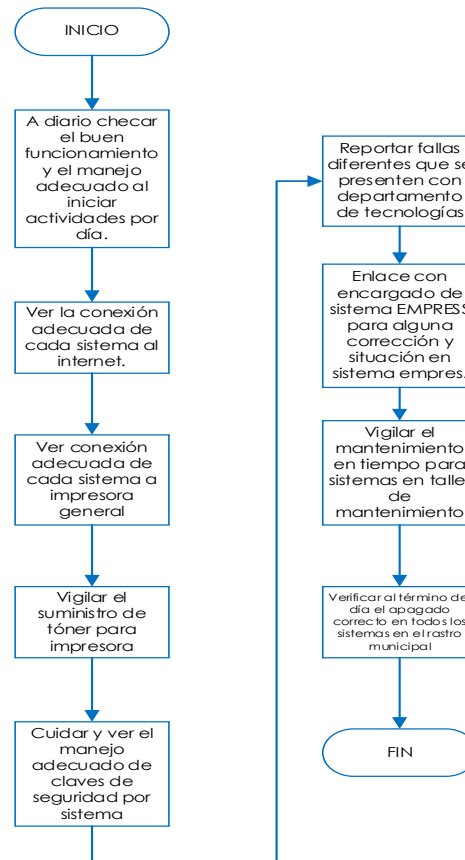 INICIO
A diario checar
el buen
funcionamiento
y el manejo
adecuado al
iniciar
actividades por
día.
Ver la conexión
adecuada de
cada sistema al
internet.
Ver conexión
adecuada de
cada sistema a
impresora
general
Vigilar el
suministro de
tóner para
impresora
Cuidar y ver el
manejo
adecuado de
claves de
seguridad por
sistema
Reportar fallas
diferentes que se
presenten con
departamento
de tecnologías
Enlace con
encargado de
sistema EMPRESS
para alguna
corrección y
situación en
sistema empres.
Vigilar el
mantenimiento
en tiempo para
sistemas en taller
de
mantenimiento
Verificar al término de
día el apagado
correcto en todos los
sistemas en el rastro
municipal
FIN